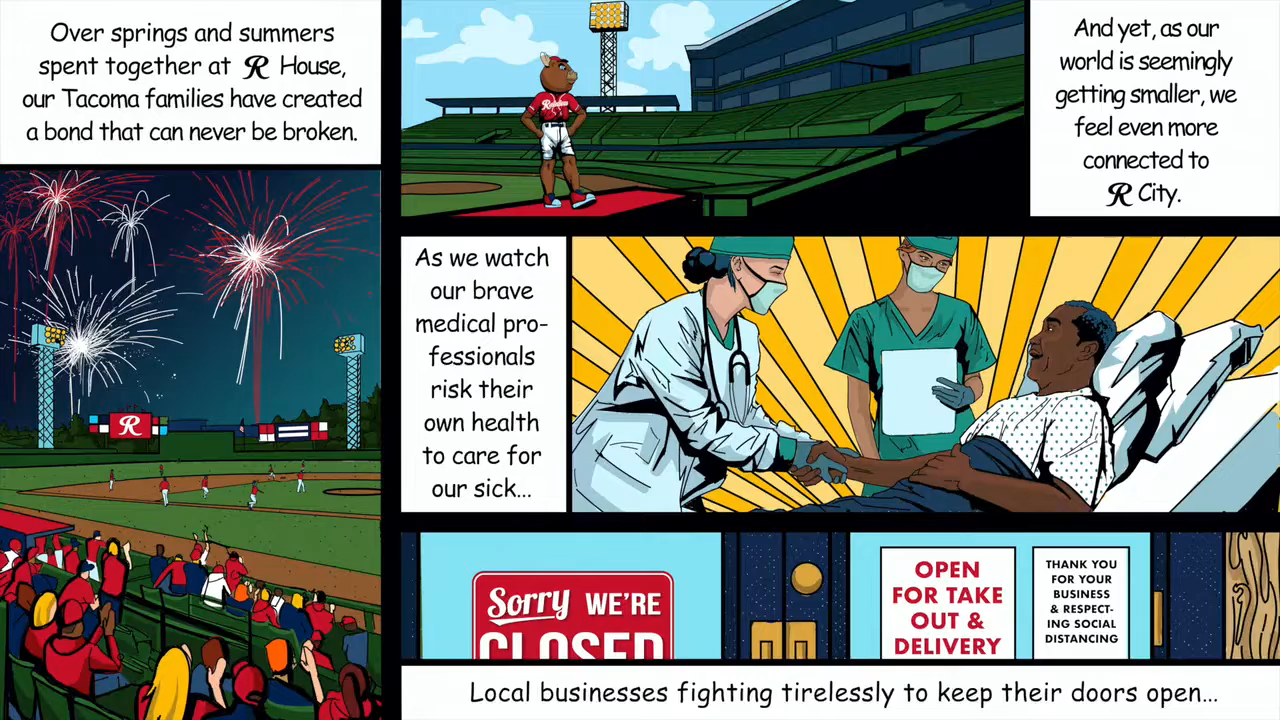 Over springs and summers
spent together at R House,
our Tacoma families have created
a bond that can never be broken.
R
Rainiers
And yet, as our
world is seemingly
getting smaller, we
feel even more
connected to
R City.
As we watch
our brave
medical pro-
fessionals
risk their
own health
to care for
our sick...
Sorry WE'RE
CLOSED
OPEN
FOR TAKE
OUT &
DELIVERY
THANK YOU
FOR YOUR
BUSINESS
& RESPECT-
ING SOCIAL
DISTANCING
Local businesses fighting tirelessly to keep their doors open...